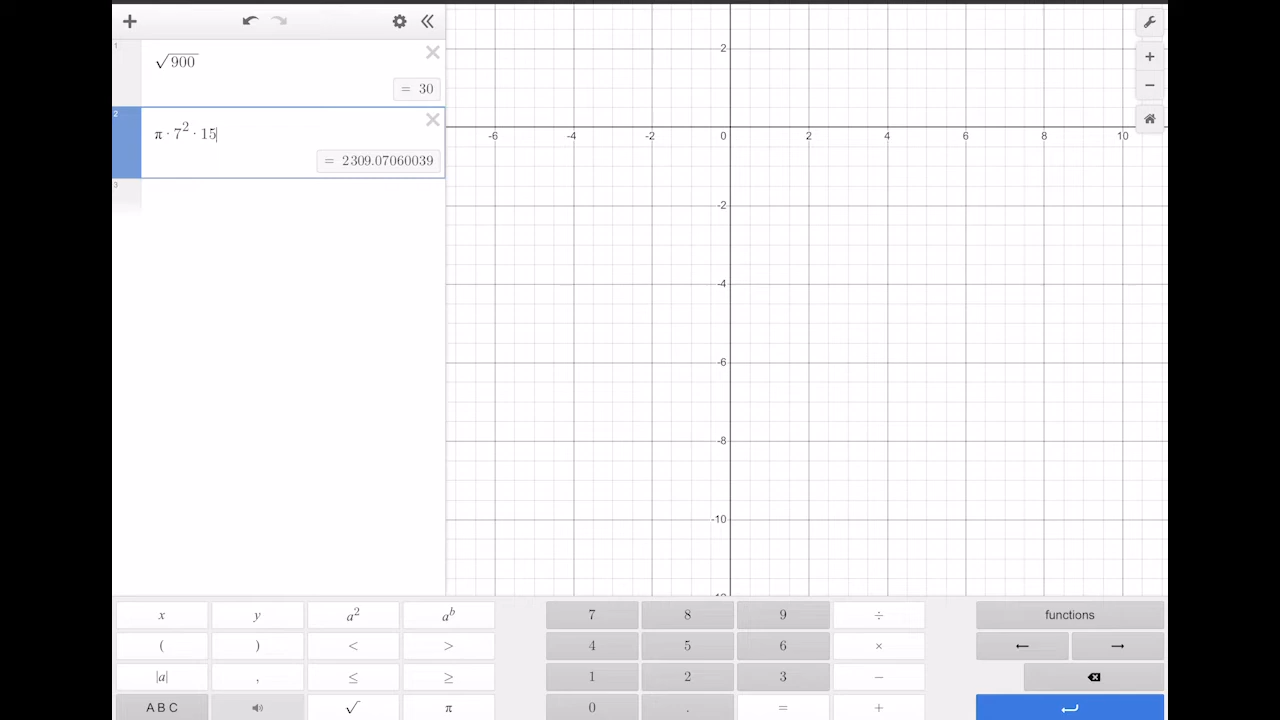 1
√900
= 30
2
π · 7² · 15
= 2309.07060039
3
2
-6 -4 -2 0 2 4 6 8 10
-2
-4
-6
-8
-10
x y a² aᵇ 7 8 9 ÷ functions
( ) < > 4 5 6 × ← →
|a| , ≤ ≥ 1 2 3 −
A B C √ π 0 . = +